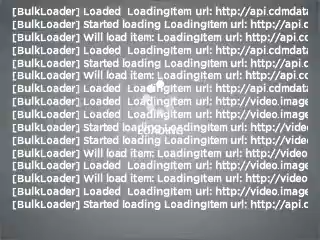 [BulkLoader] Loaded LoadingItem url: http://api.cdmdata
[BulkLoader] Started loading LoadingItem url: http://api.c
[BulkLoader] Will load item: LoadingItem url: http://api.cd
[BulkLoader] Loaded LoadingItem url: http://api.cdmdata
[BulkLoader] Started loading LoadingItem url: http://api.c
[BulkLoader] Will load item: LoadingItem url: http://api.cd
[BulkLoader] Loaded LoadingItem url: http://api.cdmdata
[BulkLoader] Loaded LoadingItem url: http://video.image
[BulkLoader] Loaded LoadingItem url: http://video.image
[BulkLoader] Started loading LoadingItem url: http://vide
LOADING
[BulkLoader] Started loading LoadingItem url: http://vide
[BulkLoader] Will load item: LoadingItem url: http://video
[BulkLoader] Loaded LoadingItem url: http://video.image
[BulkLoader] Will load item: LoadingItem url: http://video
[BulkLoader] Loaded LoadingItem url: http://video.image
[BulkLoader] Started loading LoadingItem url: http://api.c